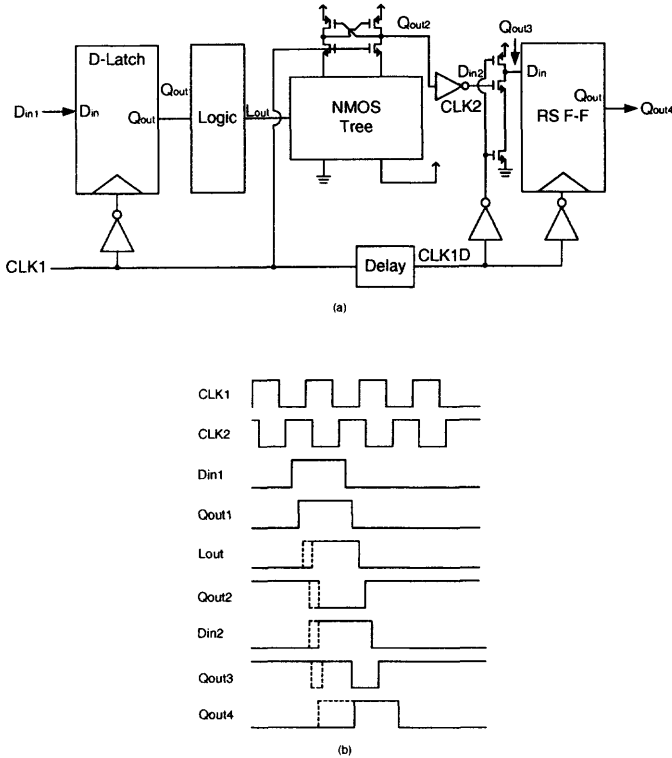 Qout2
Qout3
D-Latch
Din1
Din
Qout
Qout
Logic
Lout
NMOS
Tree
Din2
CLK2
Din
Qout
RS F-F
Qout4
CLK1
Delay
CLK1D
(a)
CLK1
CLK2
Din1
Qout1
Lout
Qout2
Din2
Qout3
Qout4
(b)